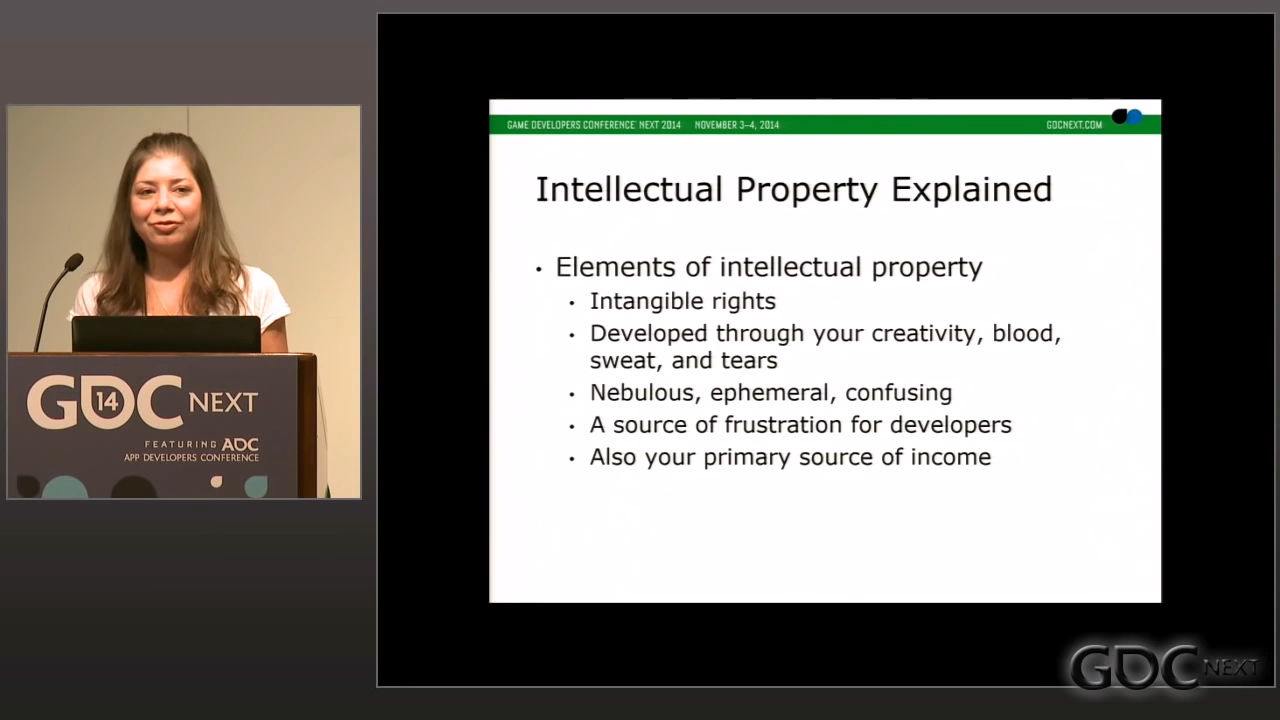 GAME DEVELOPERS CONFERENCE® NEXT 2014 NOVEMBER 3–4, 2014 GDCNEXT.COM
Intellectual Property Explained
• Elements of intellectual property
• Intangible rights
• Developed through your creativity, blood,
sweat, and tears
• Nebulous, ephemeral, confusing
• A source of frustration for developers
• Also your primary source of income
GDC 14 NEXT
FEATURING ADC
APP DEVELOPERS CONFERENCE
GDC NEXT